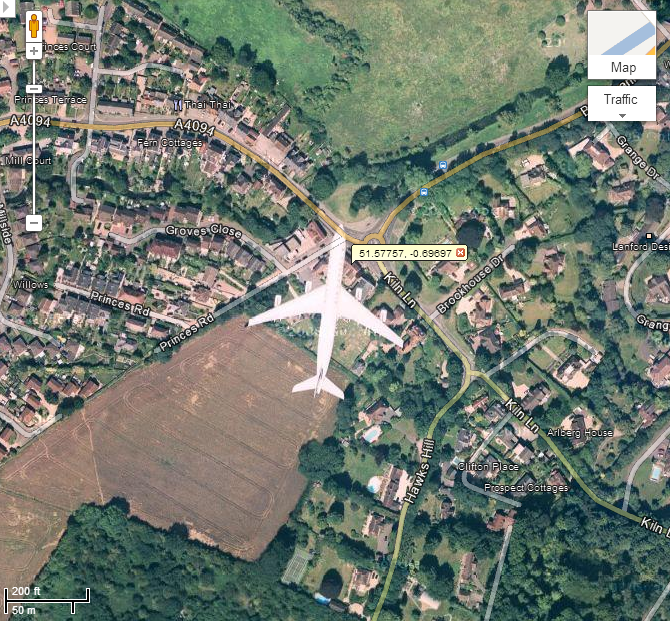 Princes Court
Map
Traffic
Princes Terrace
Thai Thai
A4094
A4094
Fern Cottages
Grange Dr
Mill Court
Millside
Groves Close
Lanford
51.57757, -0.69697
Kiln Ln
Brookhouse Dr
Willows
Princes Rd
Princes Rd
Kiln Ln
Arlberg House
Hawks Hill
Clifton Place
Prospect Cottages
Kiln
200 ft
50 m